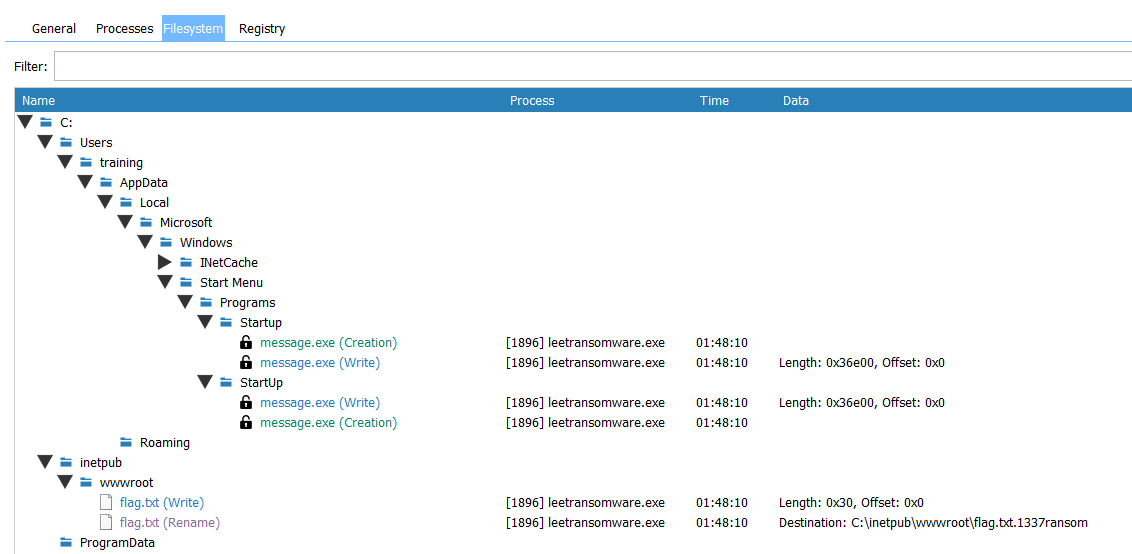 General Processes Filesystem Registry
Filter:
Name Process Time Data
C:
Users
training
AppData
Local
Microsoft
Windows
INetCache
Start Menu
Programs
Startup
message.exe (Creation) [1896] leetransomware.exe 01:48:10
message.exe (Write) [1896] leetransomware.exe 01:48:10 Length: 0x36e00, Offset: 0x0
StartUp
message.exe (Write) [1896] leetransomware.exe 01:48:10 Length: 0x36e00, Offset: 0x0
message.exe (Creation) [1896] leetransomware.exe 01:48:10
Roaming
inetpub
wwwroot
flag.txt (Write) [1896] leetransomware.exe 01:48:10 Length: 0x30, Offset: 0x0
flag.txt (Rename) [1896] leetransomware.exe 01:48:10 Destination: C:\inetpub\wwwroot\flag.txt.1337ransom
ProgramData